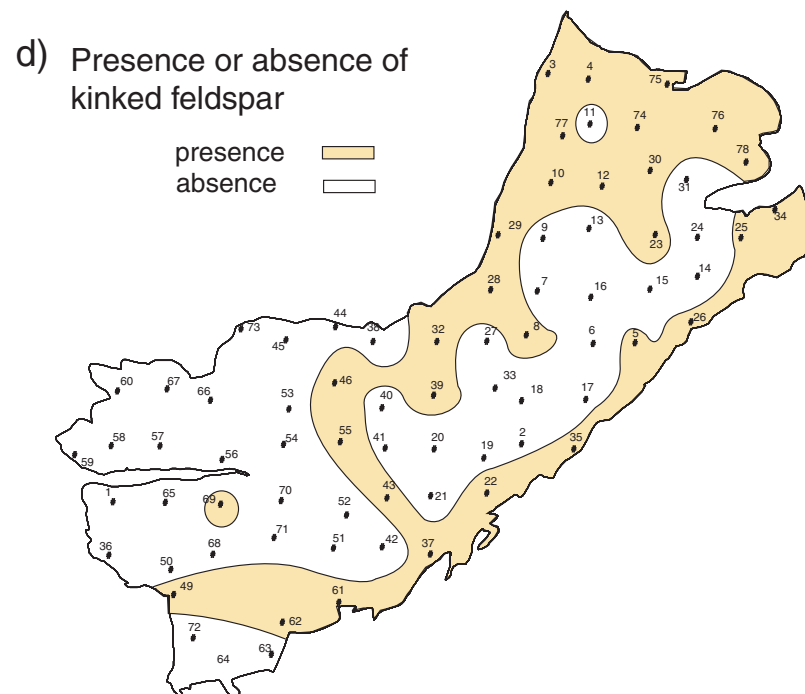 d) Presence or absence of
kinked feldspar
presence
absence
3 4 75
11 74 76
77
78
30
10 12 31
34
29 9 13 23 24 25
28 7 16 15 14
26
73 44 38 32 27 8 6 5
45
60 67 66 46 39 33 18 17
53 40
58 57 54 55 41 20 19 2 35
59 56
1 65 69 70 52 43 21 22
36 68 71 51 42 37
50
49 61
62
72
64 63